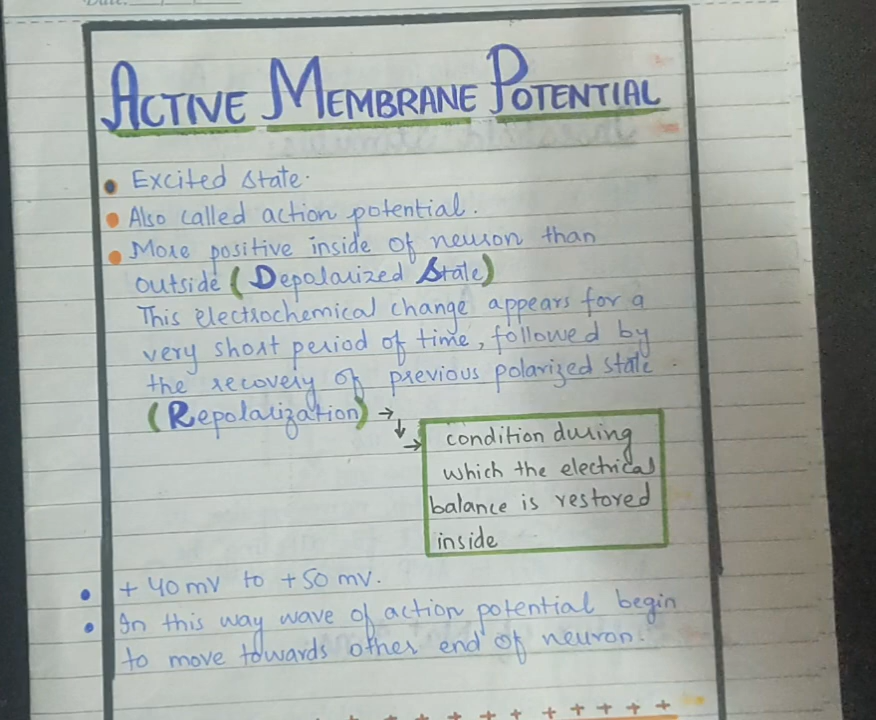 ACTIVE MEMBRANE POTENTIAL
• Excited state.
• Also called action potential.
• More positive inside of neuron than
outside (Depolarized State)
This electrochemical change appears for a
very short period of time, followed by
the recovery of previous polarized state.
(Repolarization) → ↓ →
condition during
which the electrical
balance is restored
inside
• + 40 mV to + 50 mv.
• In this way wave of action potential begin
to move towards other end of neuron.
+ + + + + + + + + +